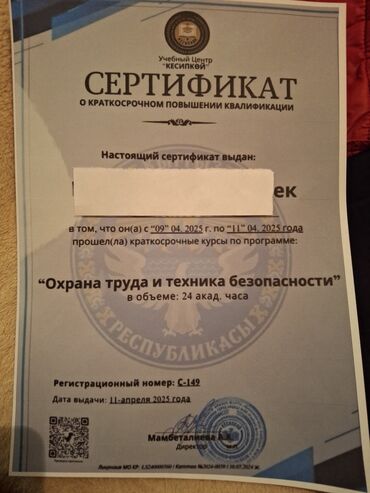 Учебный Центр
"КЕСИПКӨЙ"
СЕРТИФИКАТ
О КРАТКОСРОЧНОМ ПОВЫШЕНИИ КВАЛИФИКАЦИИ
Настоящий сертификат выдан:
ек
в том, что он(а) с “09” 04. 2025 г. по “11” 04. 2025 года
прошел(ла) краткосрочные курсы по программе:
“Охрана труда и техника безопасности”
в объеме: 24 акад. часа
РЕСПУБЛИКАСЫ
Регистрационный номер: С-149
Дата выдачи: 11-апреля 2025 года
Мамбеталиева
Директор